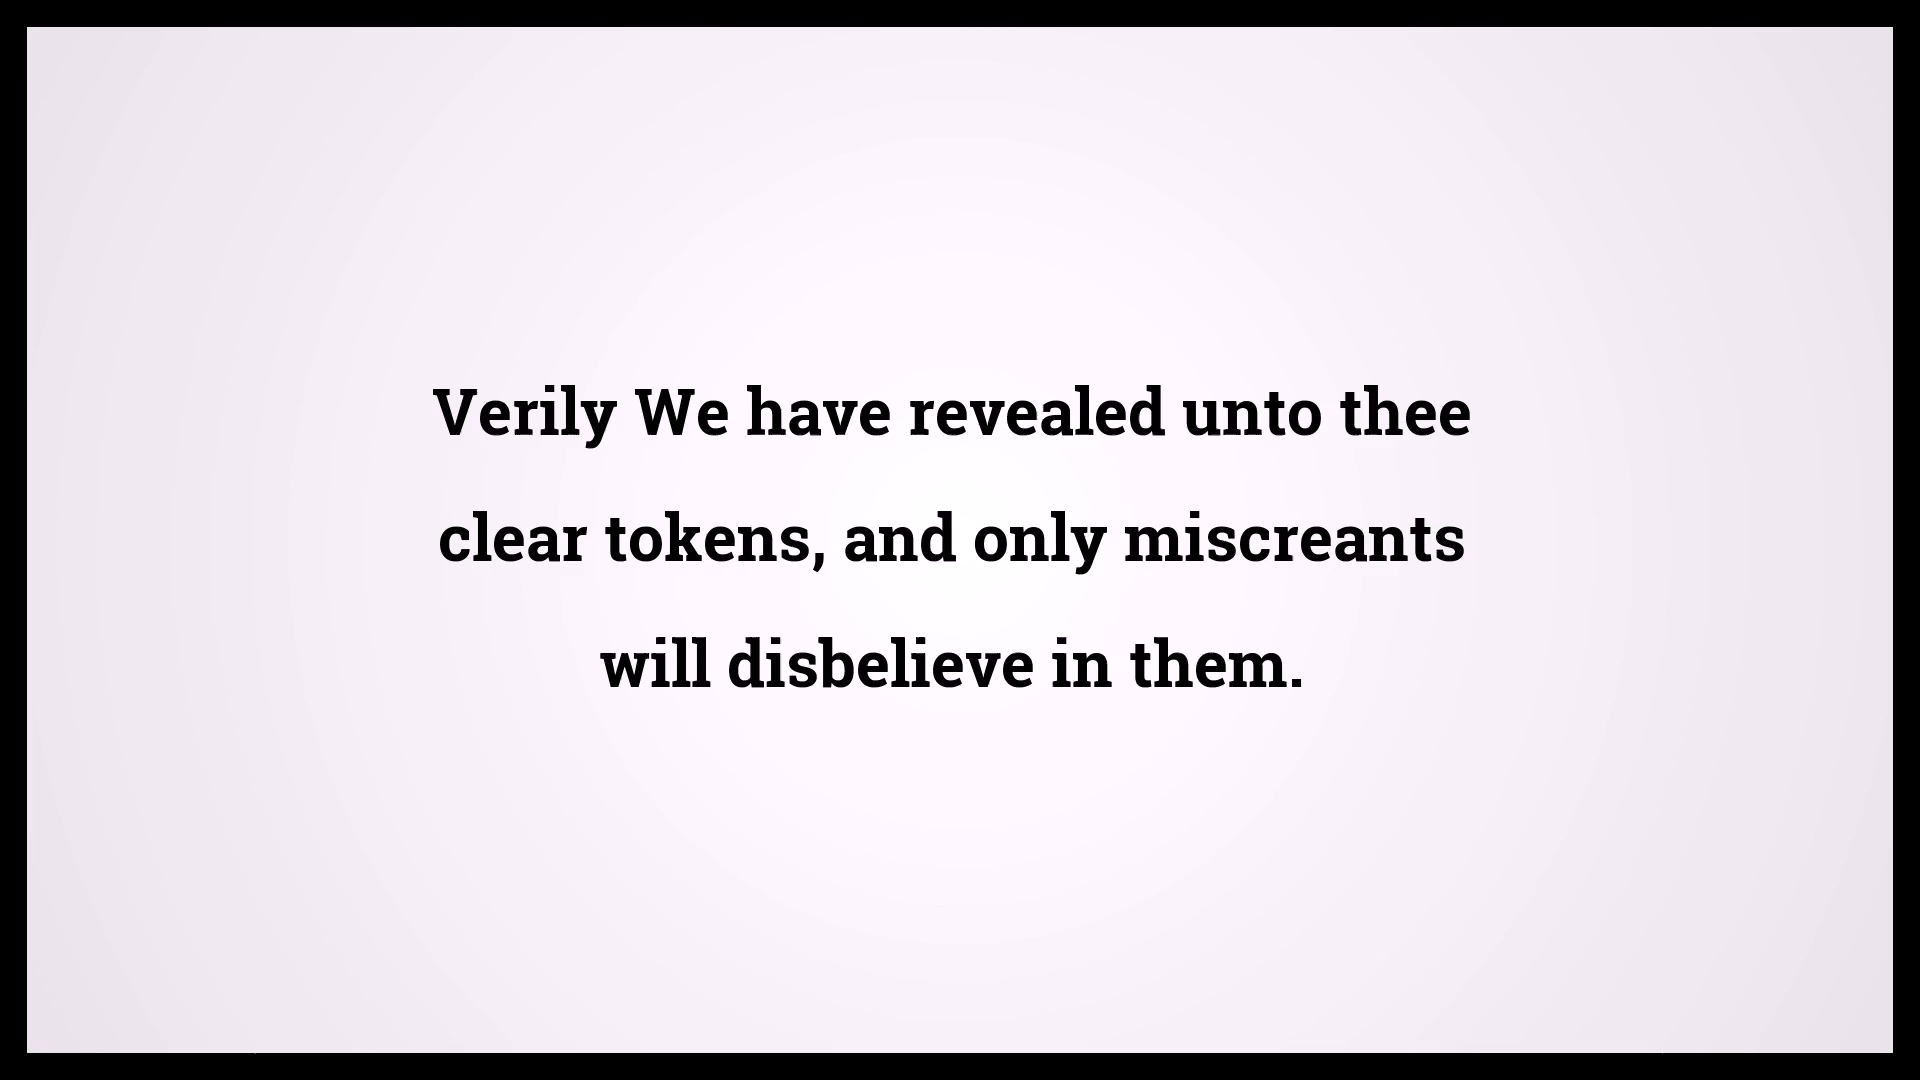 Verily We have revealed unto thee
clear tokens, and only miscreants
will disbelieve in them.